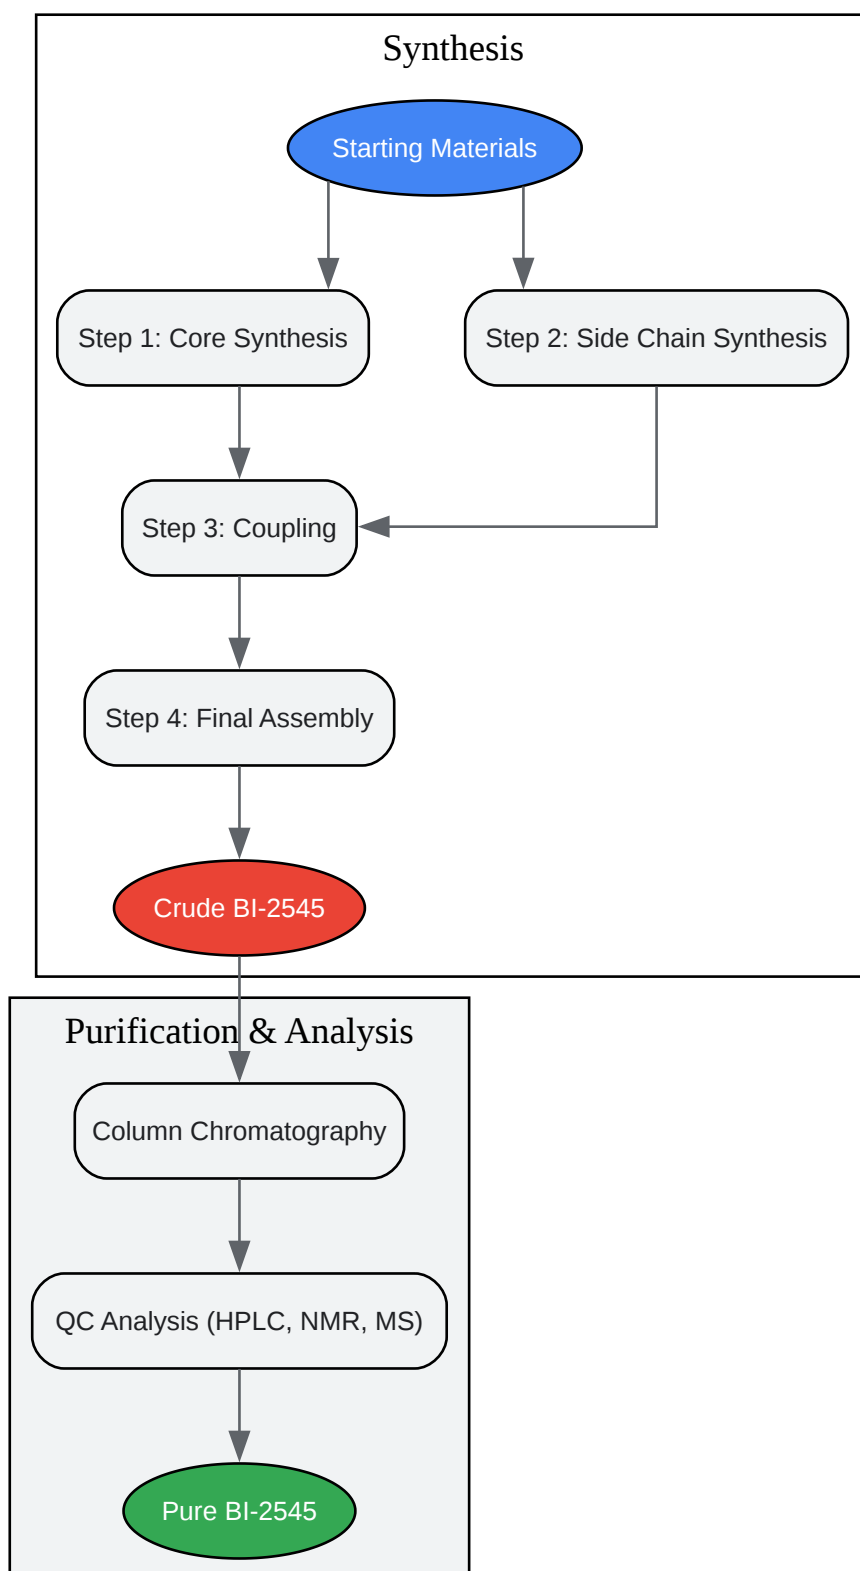 Synthesis
Starting Materials
Step 1: Core Synthesis
Step 2: Side Chain Synthesis
Step 3: Coupling
Step 4: Final Assembly
Crude BI-2545
Purification & Analysis
Column Chromatography
QC Analysis (HPLC, NMR, MS)
Pure BI-2545